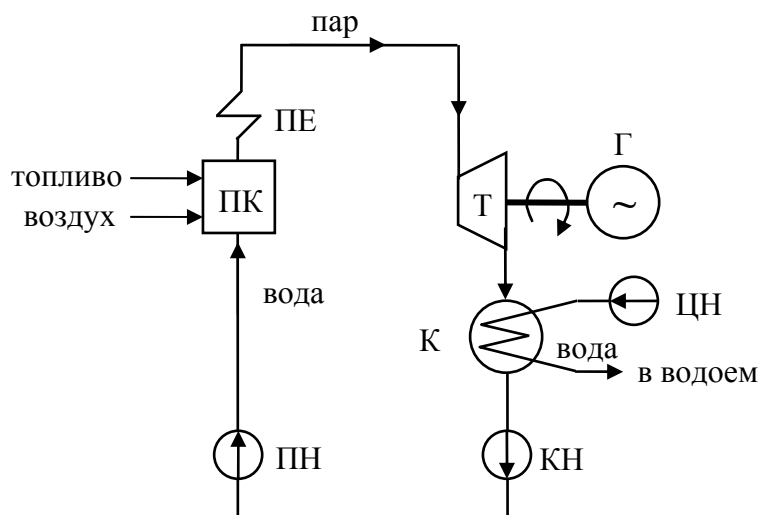 пар
ПЕ
Г
топливо
ПК
Т
~
воздух
вода
ЦН
К
вода
в водоем
ПН
КН